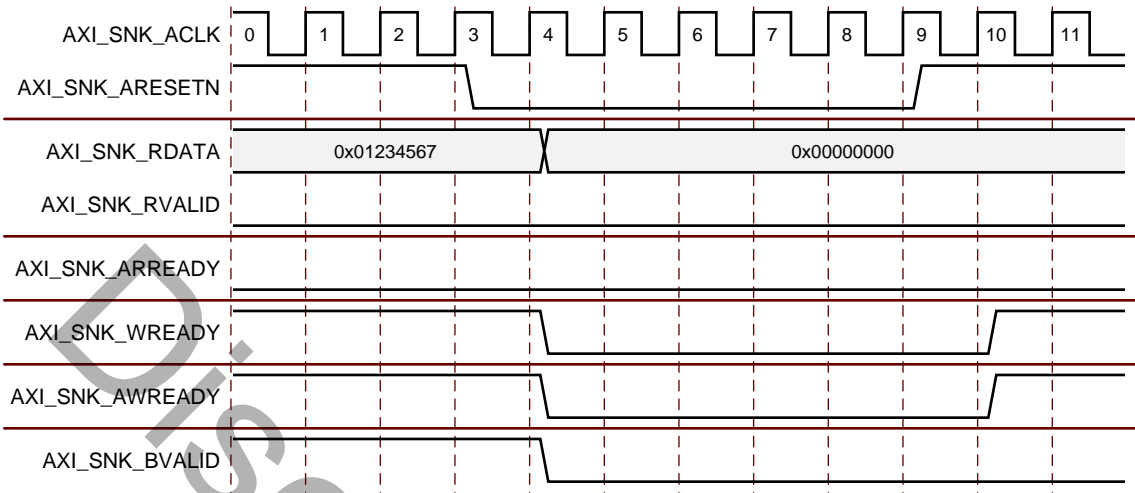 AXI_SNK_ACLK 0 1 2 3 4 5 6 7 8 9 10 11
AXI_SNK_ARESETN
AXI_SNK_RDATA 0x01234567 0x00000000
AXI_SNK_RVALID
AXI_SNK_ARREADY
AXI_SNK_WREADY
AXI_SNK_AWREADY
AXI_SNK_BVALID